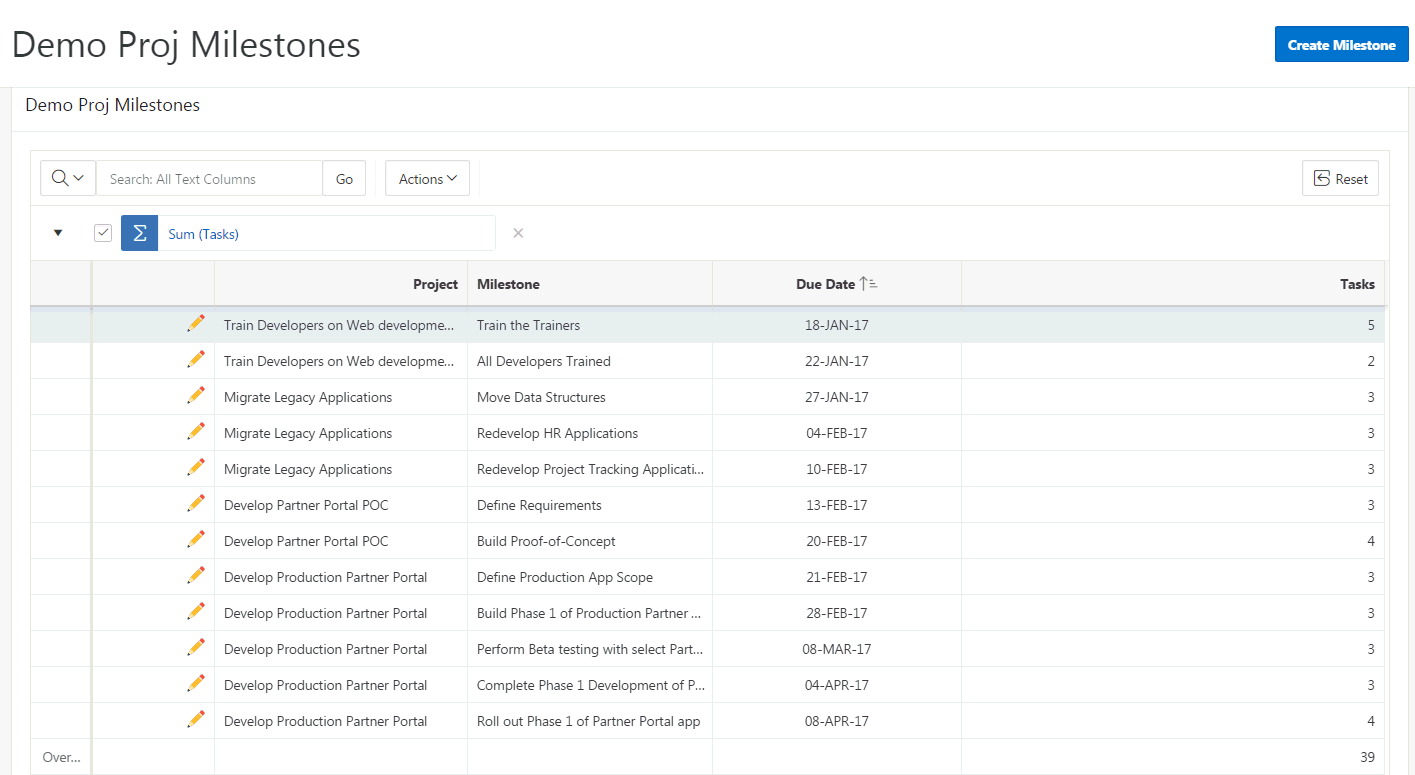 Demo Proj Milestones
Create Milestone
Demo Proj Milestones
Search: All Text Columns Go Actions Reset
Sum (Tasks)
Project Milestone Due Date Tasks
Train Developers on Web developme... Train the Trainers 18-JAN-17 5
Train Developers on Web developme... All Developers Trained 22-JAN-17 2
Migrate Legacy Applications Move Data Structures 27-JAN-17 3
Migrate Legacy Applications Redevelop HR Applications 04-FEB-17 3
Migrate Legacy Applications Redevelop Project Tracking Applicati... 10-FEB-17 3
Develop Partner Portal POC Define Requirements 13-FEB-17 3
Develop Partner Portal POC Build Proof-of-Concept 20-FEB-17 4
Develop Production Partner Portal Define Production App Scope 21-FEB-17 3
Develop Production Partner Portal Build Phase 1 of Production Partner ... 28-FEB-17 3
Develop Production Partner Portal Perform Beta testing with select Part... 08-MAR-17 3
Develop Production Partner Portal Complete Phase 1 Development of P... 04-APR-17 3
Develop Production Partner Portal Roll out Phase 1 of Partner Portal app 08-APR-17 4
Over... 39